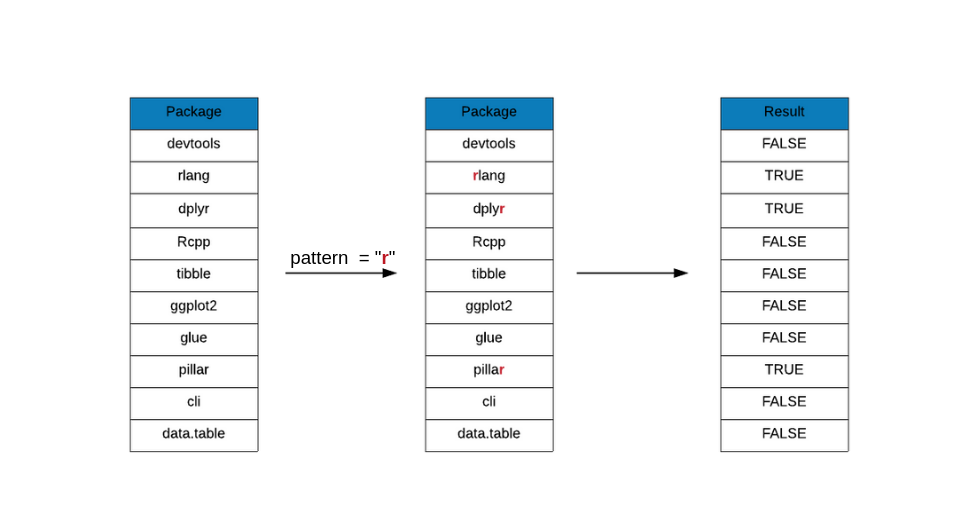 Package
devtools
rlang
dplyr
Rcpp
tibble
ggplot2
glue
pillar
cli
data.table
pattern = "r"
Package
devtools
rlang
dplyr
Rcpp
tibble
ggplot2
glue
pillar
cli
data.table
Result
FALSE
TRUE
TRUE
FALSE
FALSE
FALSE
FALSE
TRUE
FALSE
FALSE